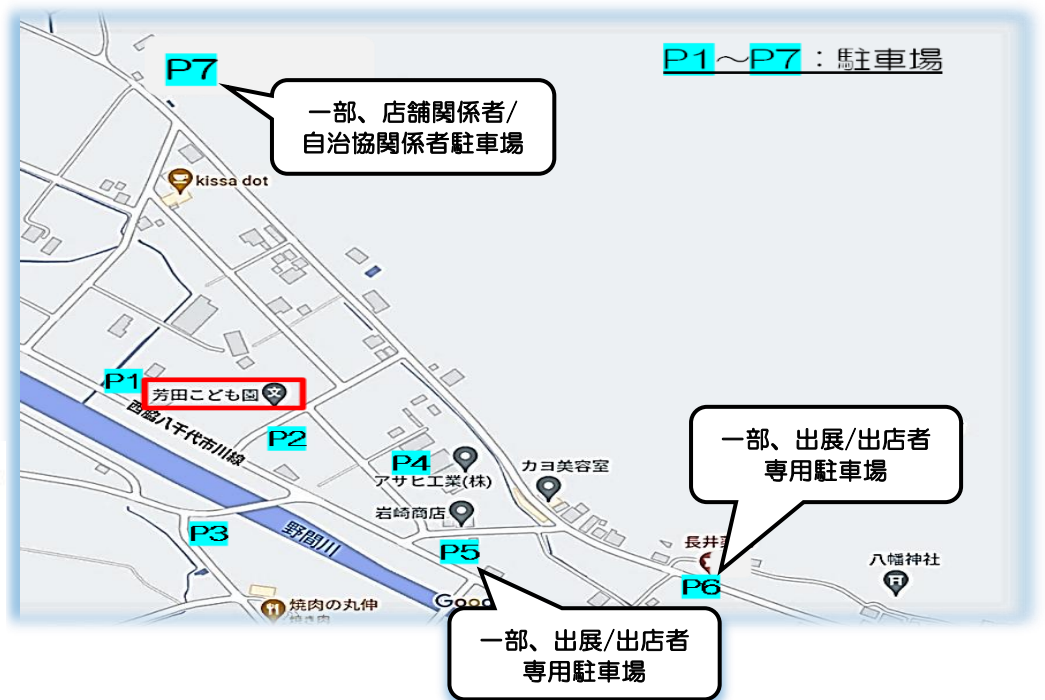 P7
P1～P7：駐車場
一部、店舗関係者/
自治協関係者駐車場
kissa dot
P1
芳田こども園
西脇八千代市川線
P2
P4
アサヒ工業(株)
カヨ美容室
一部、出展/出店者
専用駐車場
岩崎商店
P3
野間川
P5
長井
八幡神社
P6
焼肉の丸伸
焼き肉
一部、出展/出店者
専用駐車場